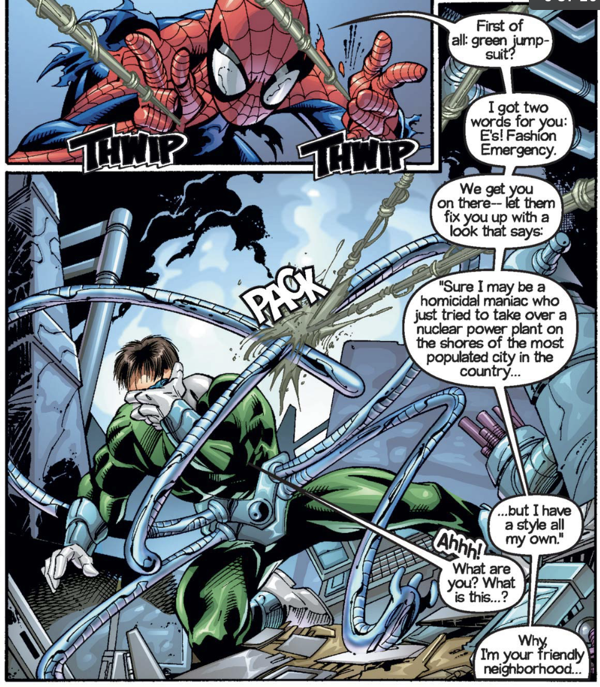 First of
all: green jump-
suit?
I got two
words for you:
E's! Fashion
Emergency.
THWIP
THWIP
We get you
on there-- let them
fix you up with a
look that says:
PACK
"Sure I may be a
homicidal maniac who
just tried to take over a
nuclear power plant on
the shores of the most
populated city in the
country...
...but I have
a style all
my own."
Ahhh!
What are
you? What
is this...?
Why,
I'm your friendly
neighborhood...